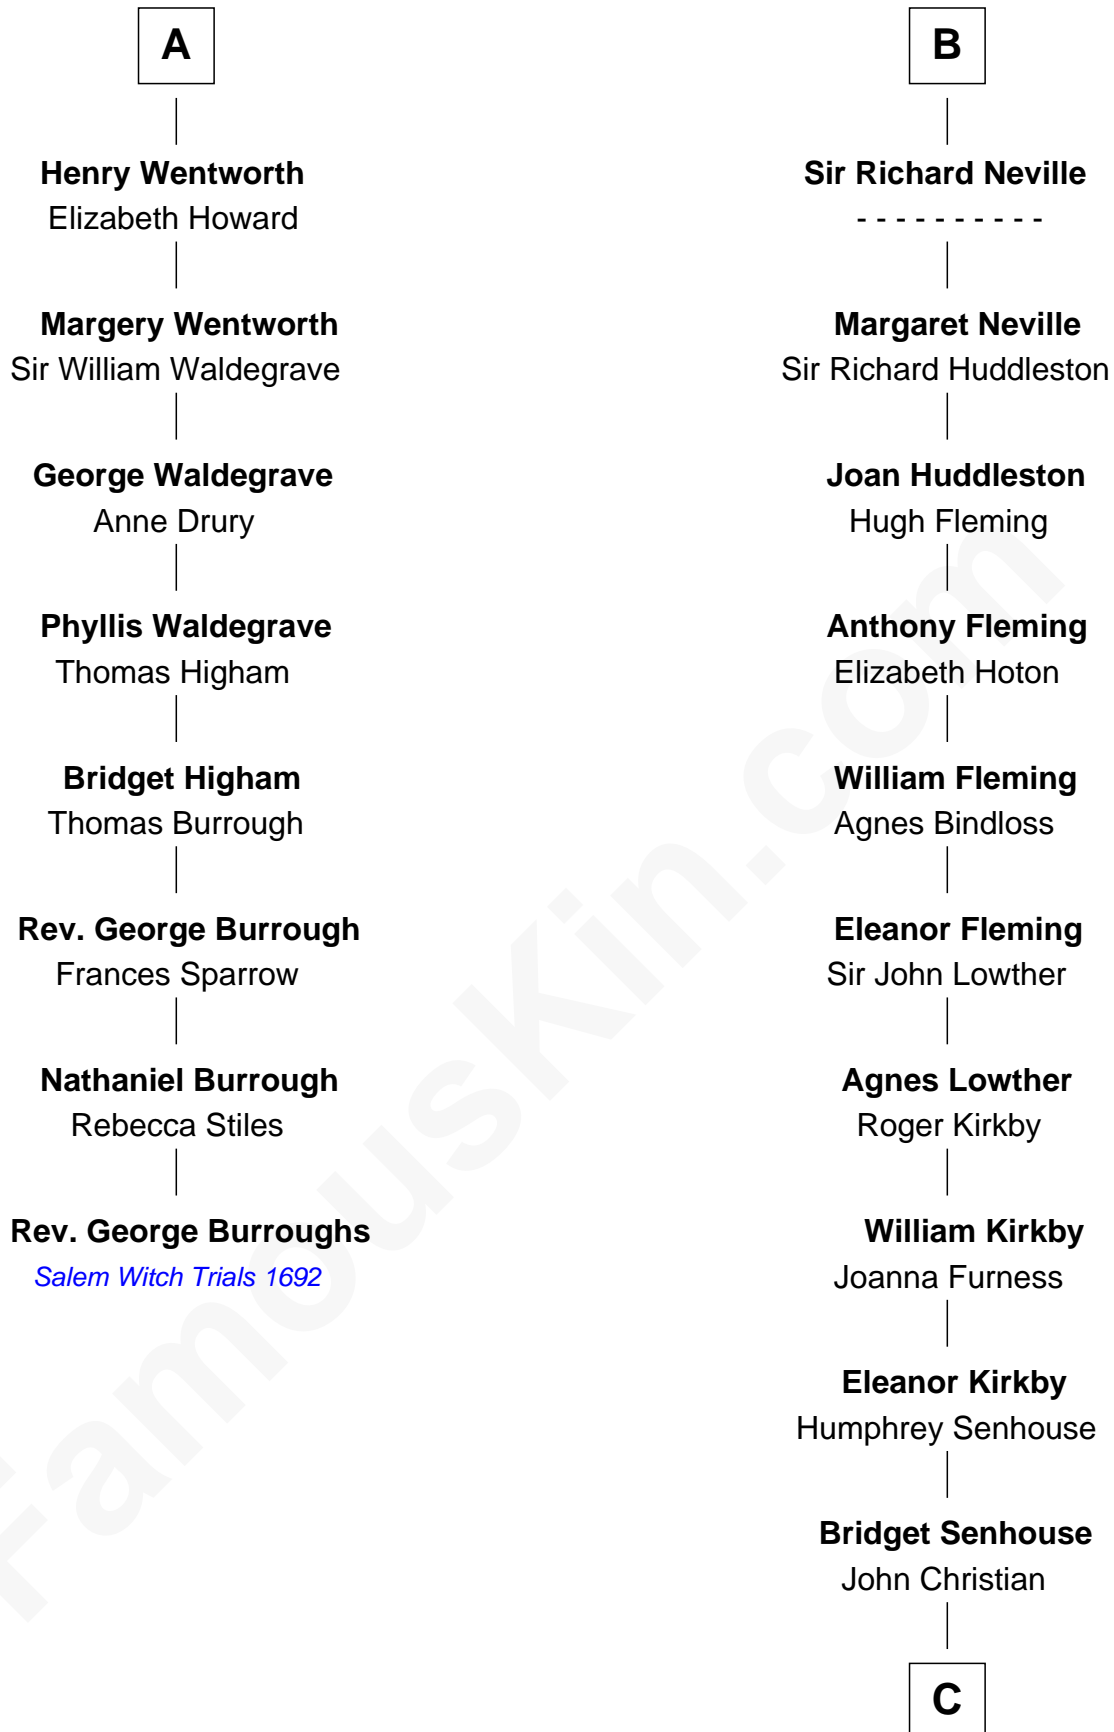 A
Henry Wentworth
Elizabeth Howard
Margery Wentworth
Sir William Waldegrave
George Waldegrave
Anne Drury
Phyllis Waldegrave
Thomas Higham
Bridget Higham
Thomas Burrough
Rev. George Burrough
Frances Sparrow
Nathaniel Burrough
Rebecca Stiles
Rev. George Burroughs
Salem Witch Trials 1692
B
Sir Richard Neville
- - - - - - - - - -
Margaret Neville
Sir Richard Huddleston
Joan Huddleston
Hugh Fleming
Anthony Fleming
Elizabeth Hoton
William Fleming
Agnes Bindloss
Eleanor Fleming
Sir John Lowther
Agnes Lowther
Roger Kirkby
William Kirkby
Joanna Furness
Eleanor Kirkby
Humphrey Senhouse
Bridget Senhouse
John Christian
C
FamousKin.com